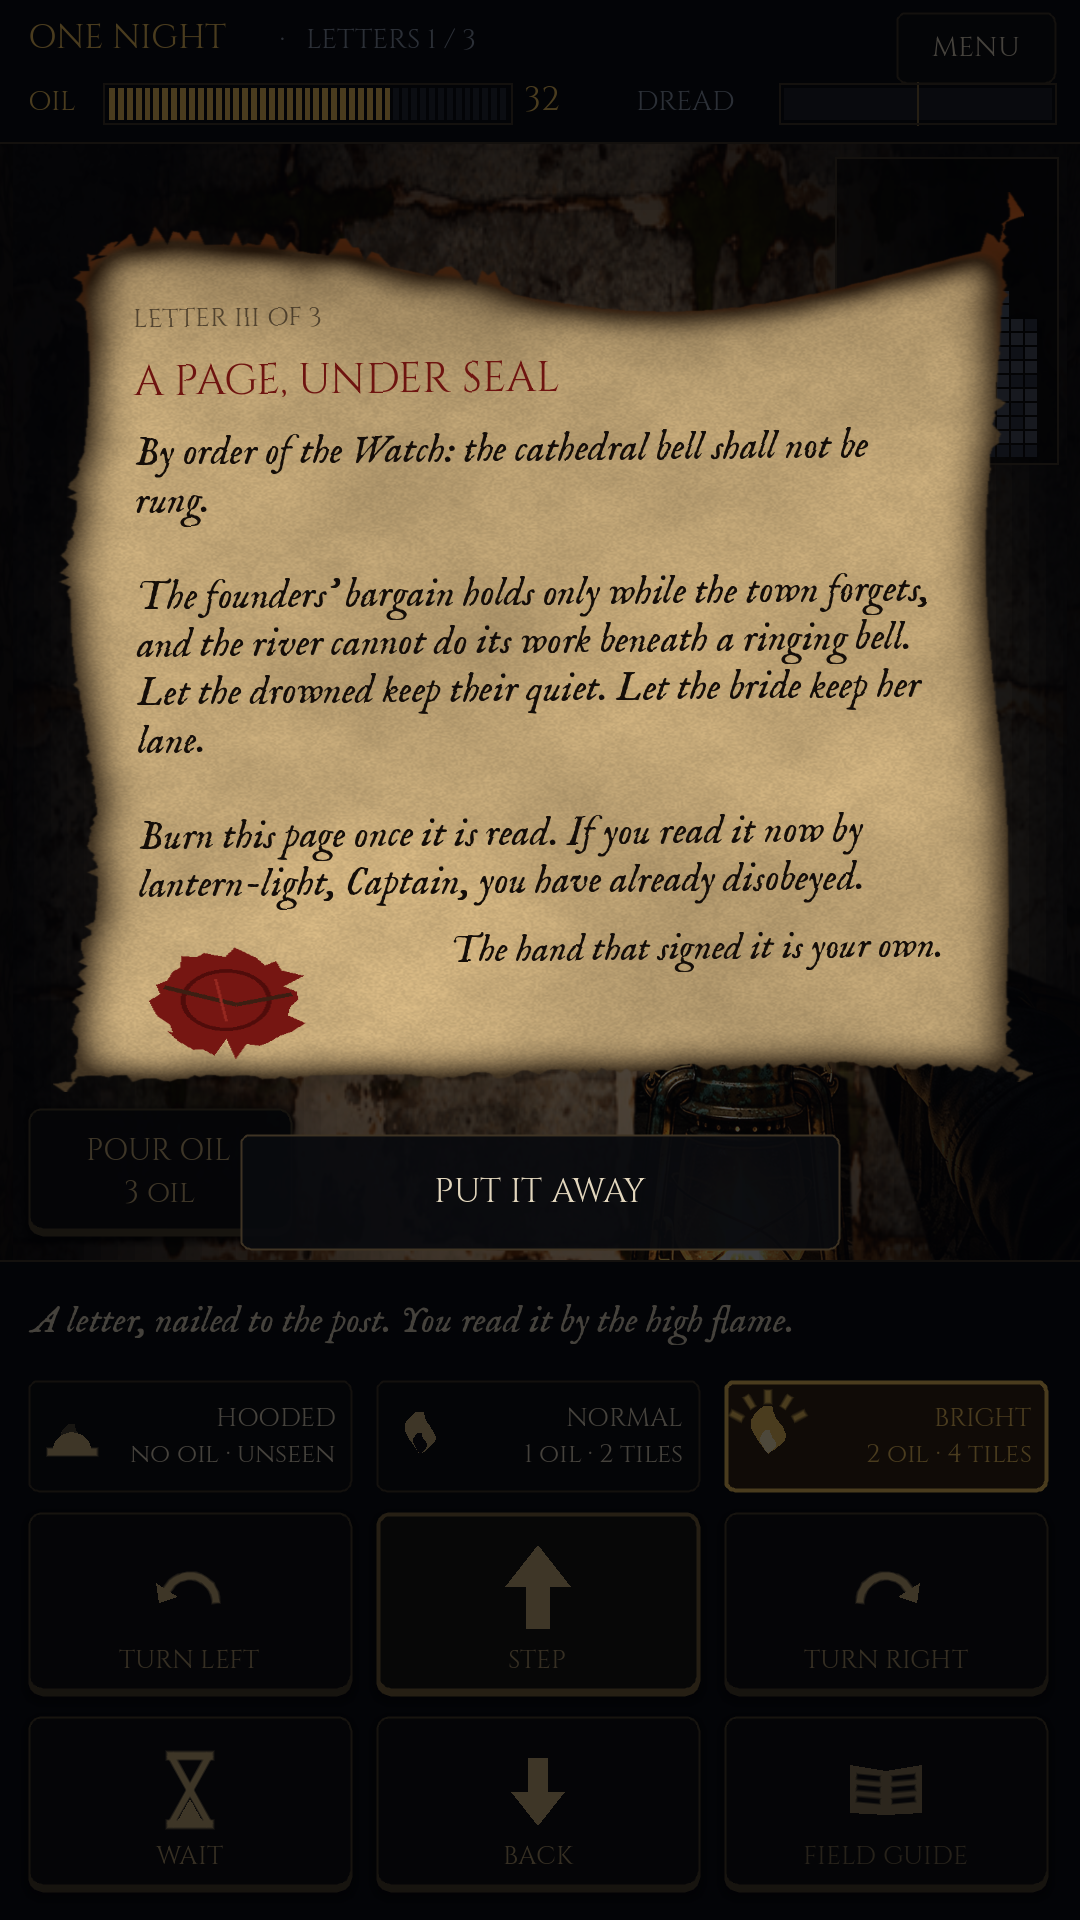 ONE NIGHT · LETTERS 1 / 3
MENU
OIL 32 DREAD
LETTER III OF 3
A PAGE, UNDER SEAL
By order of the Watch: the cathedral bell shall not be
rung.
The founders' bargain holds only while the town forgets,
and the river cannot do its work beneath a ringing bell.
Let the drowned keep their quiet. Let the bride keep her
lane.
Burn this page once it is read. If you read it now by
lantern-light, Captain, you have already disobeyed.
The hand that signed it is your own.
POUR OIL
3 OIL
PUT IT AWAY
A letter, nailed to the post. You read it by the high flame.
HOODED
NO OIL · UNSEEN
NORMAL
1 OIL · 2 TILES
BRIGHT
2 OIL · 4 TILES
TURN LEFT
STEP
TURN RIGHT
WAIT
BACK
FIELD GUIDE